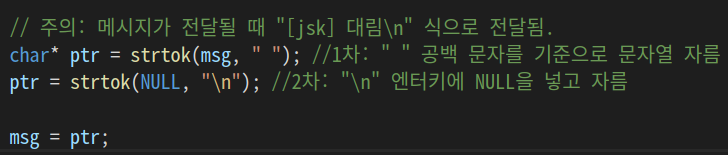 // 주의: 메시지가 전달될 때 "[jsk] 대림\n" 식으로 전달됨.
char* ptr = strtok(msg, " "); //1차: " " 공백 문자를 기준으로 문자열 자름
ptr = strtok(NULL, "\n"); //2차: "\n" 엔터키에 NULL을 넣고 자름
msg = ptr;